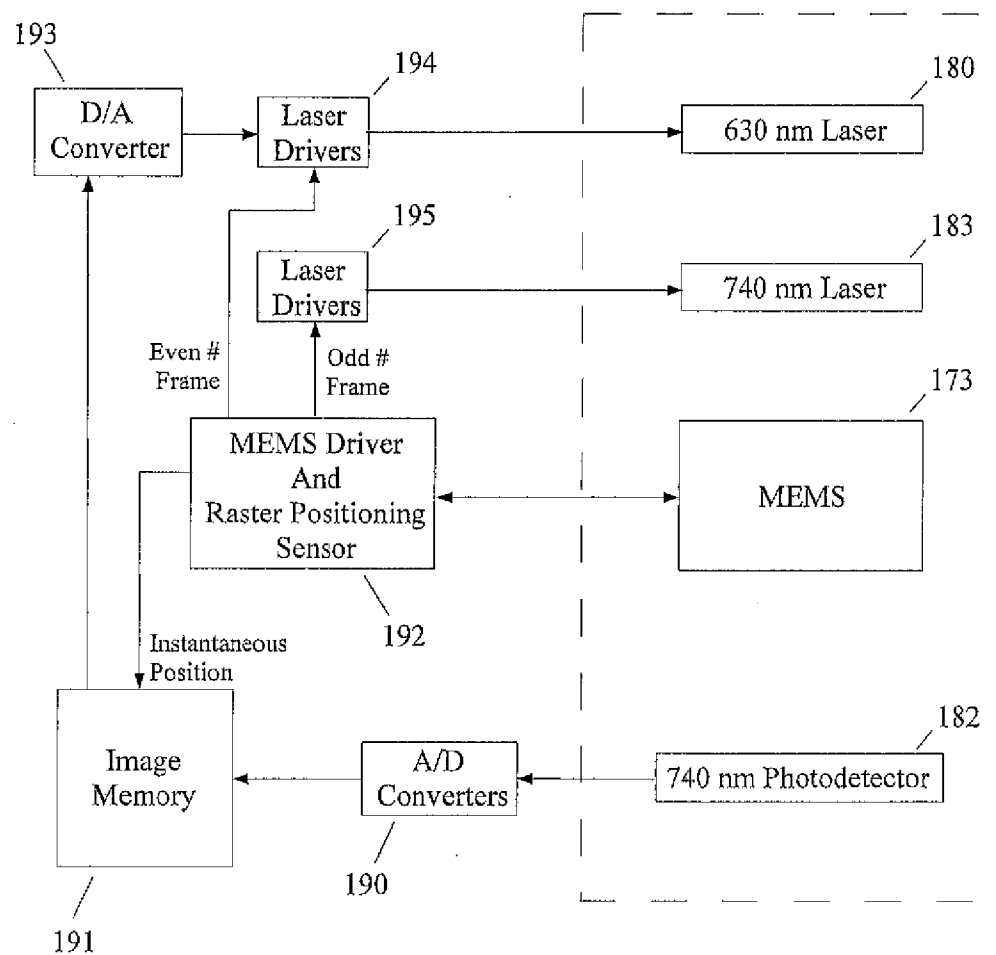 193
D/A
Converter
194
Laser
Drivers
180
630 nm Laser
195
Laser
Drivers
183
740 nm Laser
Even #
Frame
Odd #
Frame
MEMS Driver
And
Raster Positioning
Sensor
192
173
MEMS
Instantaneous
Position
Image
Memory
191
A/D
Converters
190
182
740 nm Photodetector